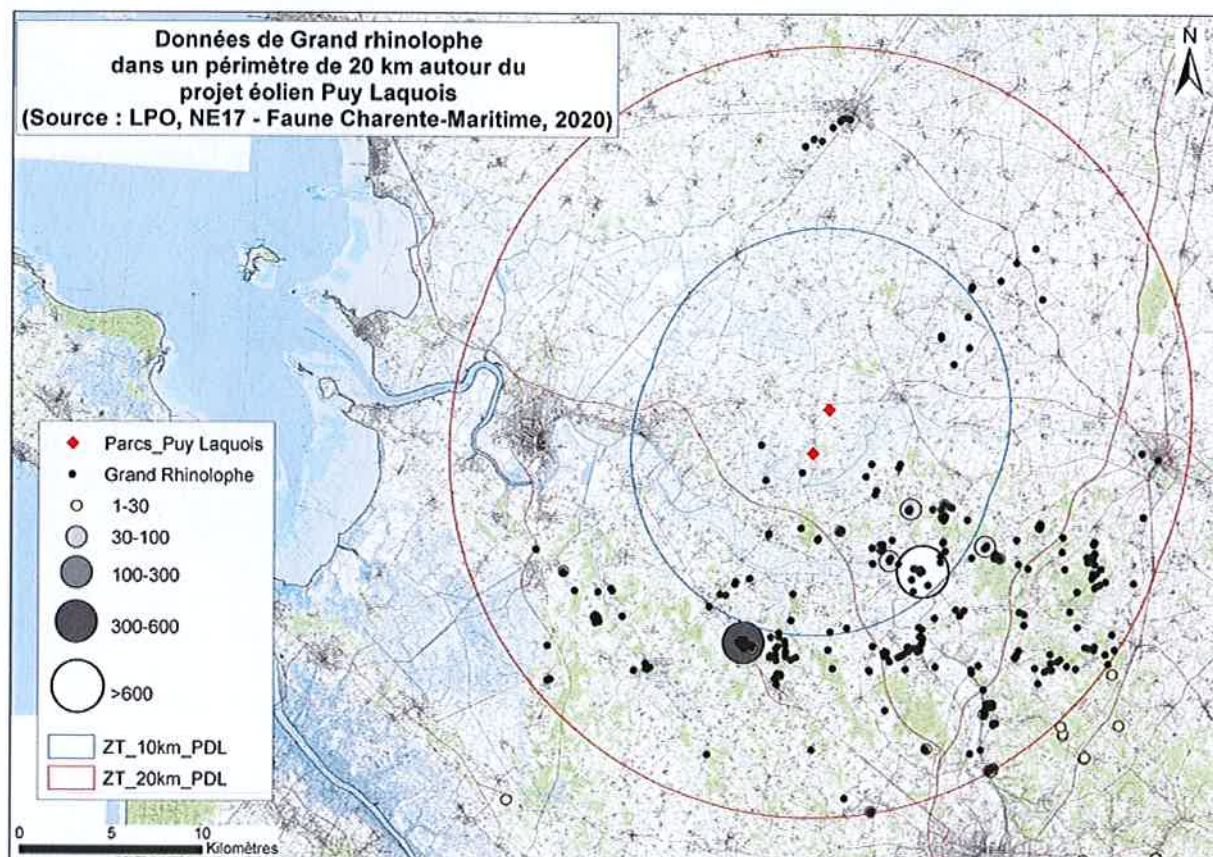 Données de Grand rhinolophe
dans un périmètre de 20 km autour du
projet éolien Puy Laquois
(Source : LPO, NE17 - Faune Charente-Maritime, 2020)
N
Parcs_Puy Laquois
Grand Rhinolophe
1-30
30-100
100-300
300-600
>600
ZT_10km_PDL
ZT_20km_PDL
0 5 10
Kilomètres